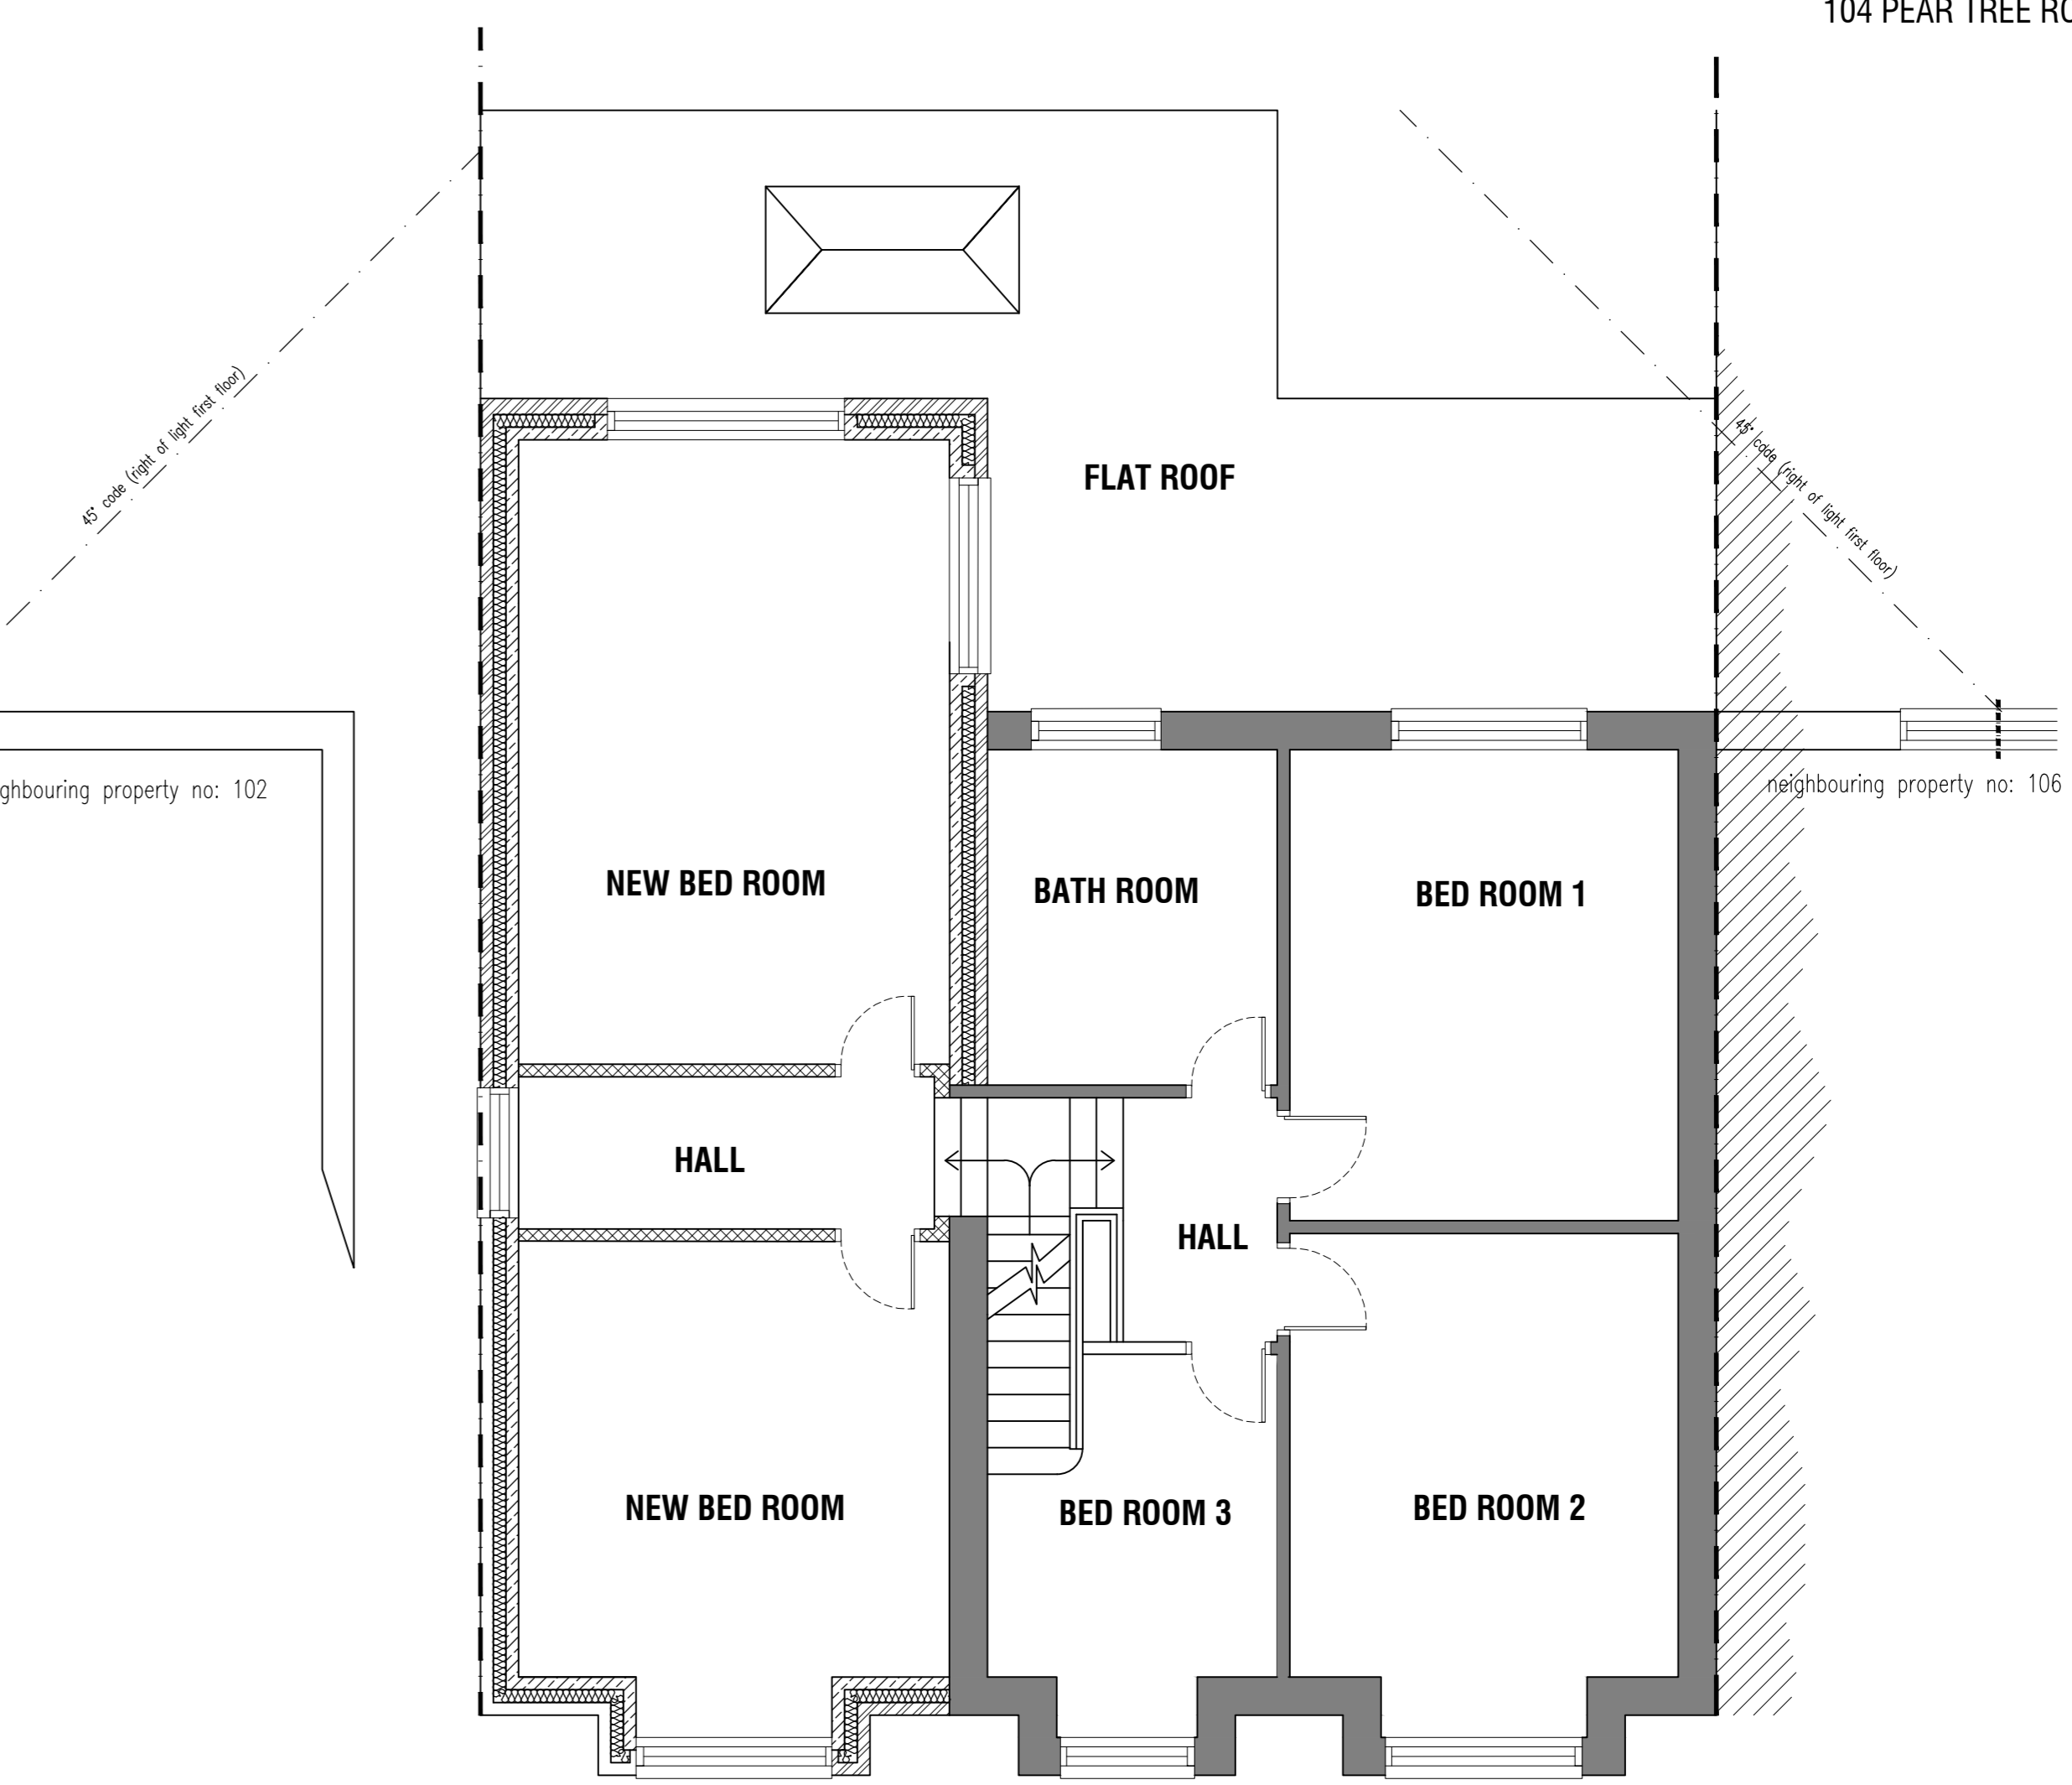 104 PEAR TREE
45° code (right of light first floor)
45° code (right of light first floor)
FLAT ROOF
property no: 102
neighbouring property no: 106
NEW BED ROOM
BATH ROOM
BED ROOM 1
HALL
HALL
NEW BED ROOM
BED ROOM 3
BED ROOM 2